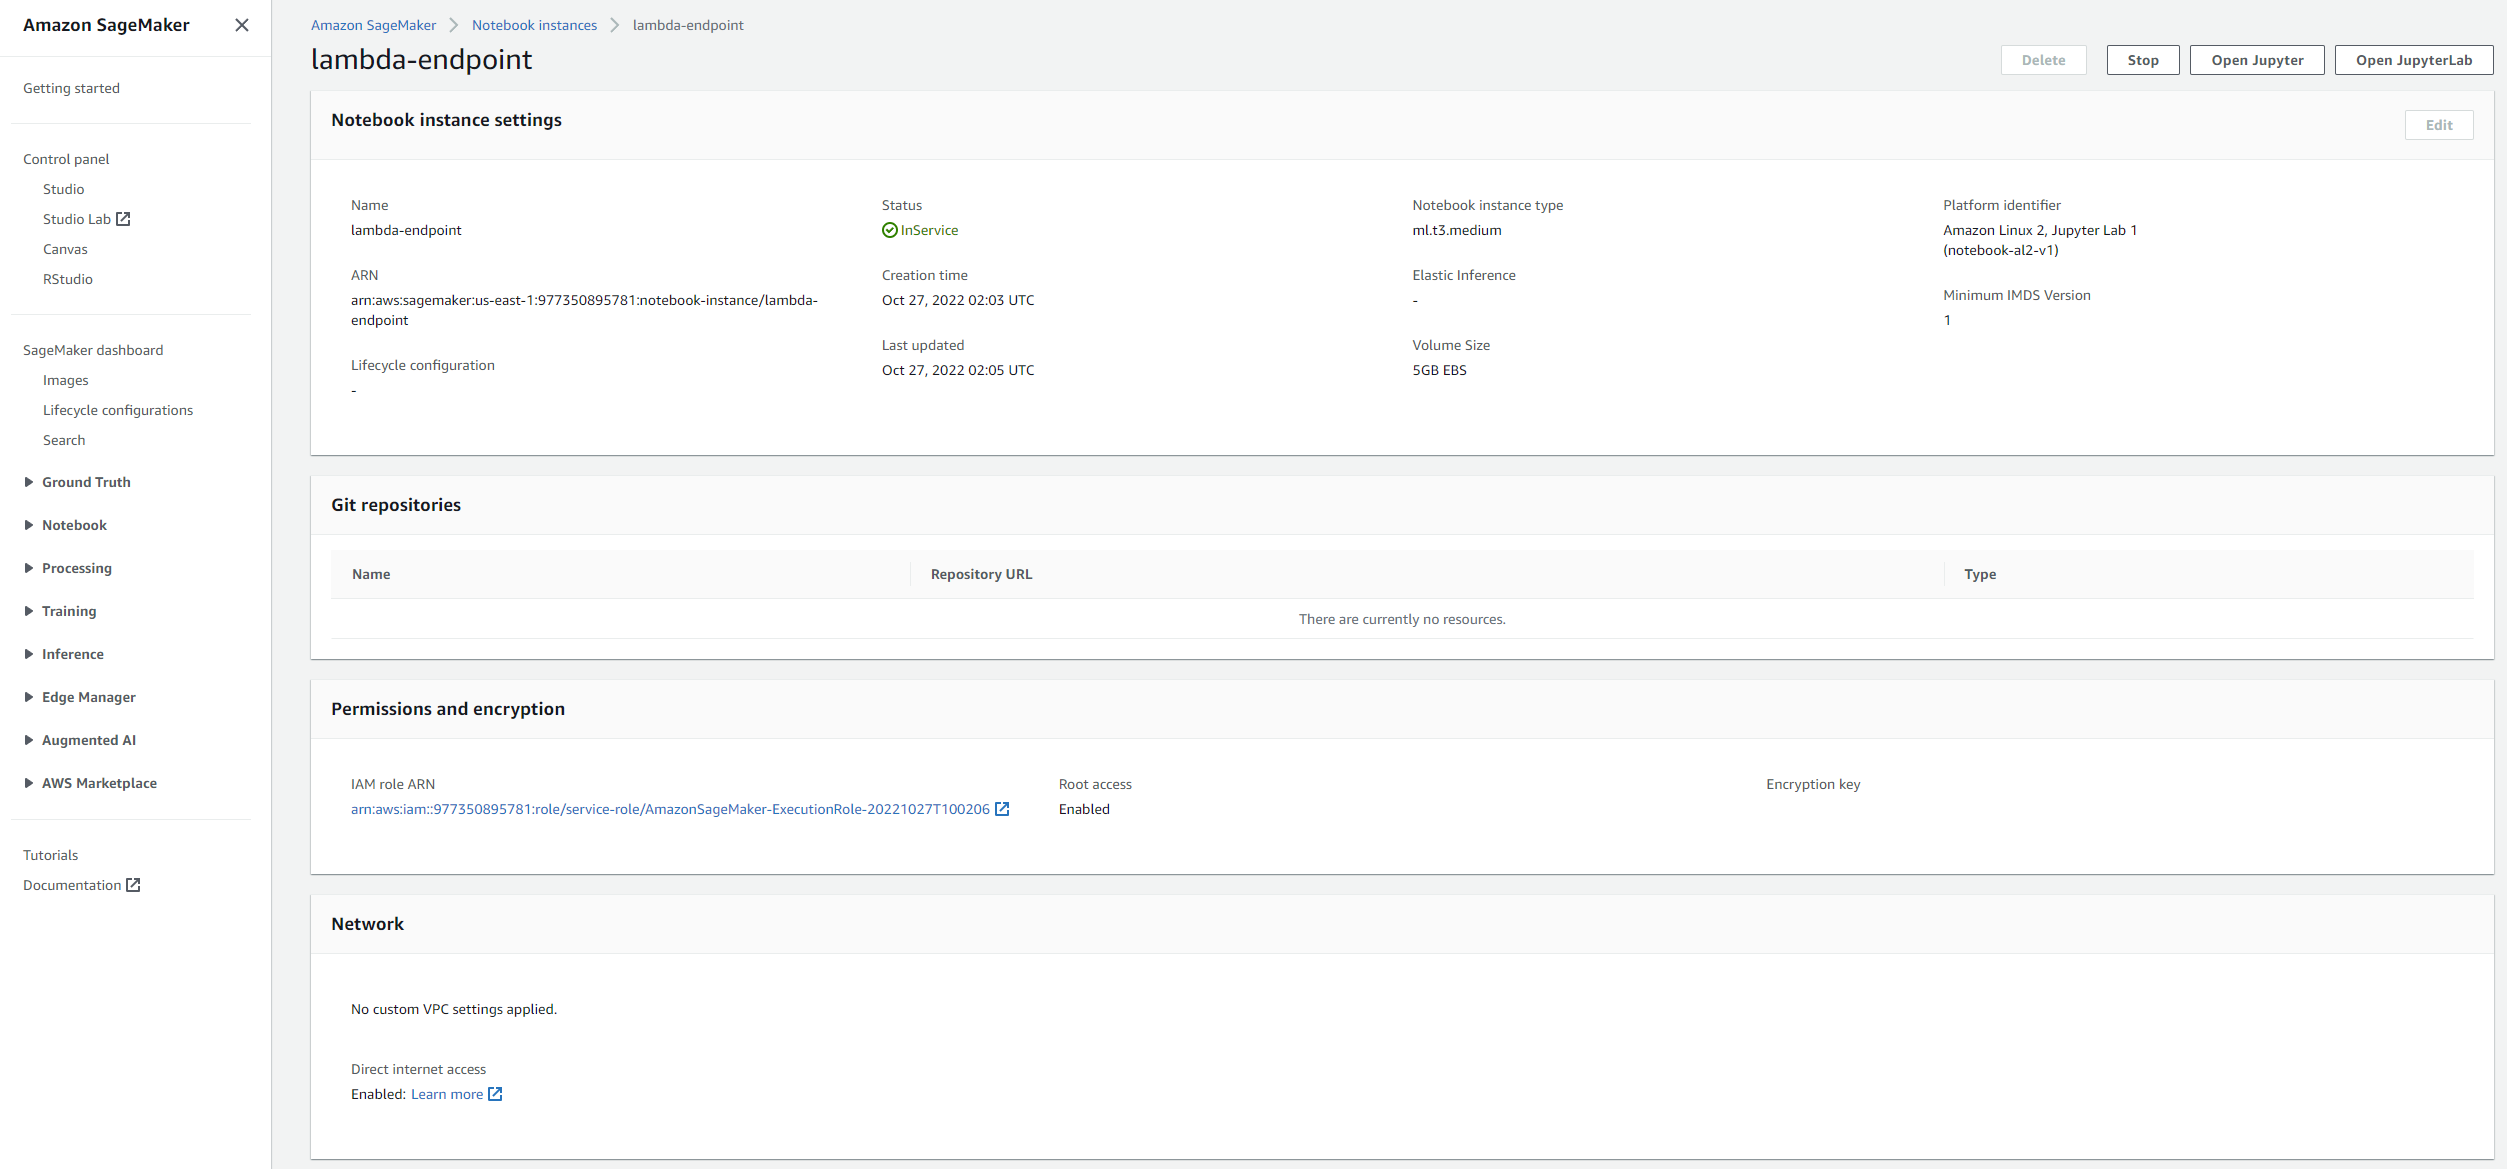 Amazon SageMaker
Getting started
Control panel
Studio
Studio Lab
Canvas
RStudio
SageMaker dashboard
Images
Lifecycle configurations
Search
Ground Truth
Notebook
Processing
Training
Inference
Edge Manager
Augmented AI
AWS Marketplace
Tutorials
Documentation
Amazon SageMaker Notebook instances lambda-endpoint
lambda-endpoint
Delete Stop Open Jupyter Open JupyterLab
Notebook instance settings
Edit
Name
lambda-endpoint
ARN
arn:aws:sagemaker:us-east-1:977350895781:notebook-instance/lambda-
endpoint
Lifecycle configuration
-
Status
InService
Creation time
Oct 27, 2022 02:03 UTC
Last updated
Oct 27, 2022 02:05 UTC
Notebook instance type
ml.t3.medium
Elastic Inference
-
Volume Size
5GB EBS
Platform identifier
Amazon Linux 2, Jupyter Lab 1
(notebook-al2-v1)
Minimum IMDS Version
1
Git repositories
Name Repository URL Type
There are currently no resources.
Permissions and encryption
IAM role ARN
arn:aws:iam::977350895781:role/service-role/AmazonSageMaker-ExecutionRole-20221027T100206
Root access
Enabled
Encryption key
Network
No custom VPC settings applied.
Direct internet access
Enabled: Learn more